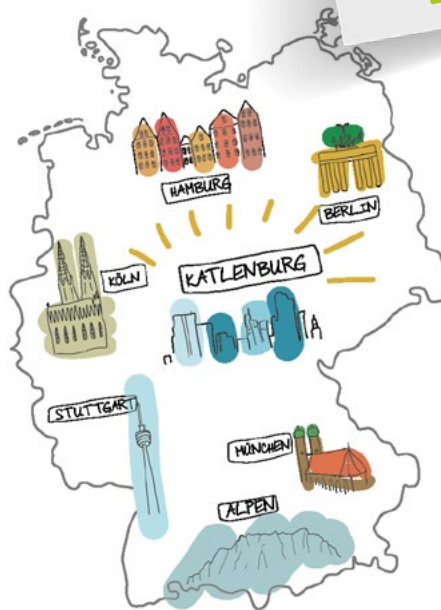 HAMBURG
BERLIN
KÖLN
KATLENBURG
STUTTGART
MÜNCHEN
ALPEN